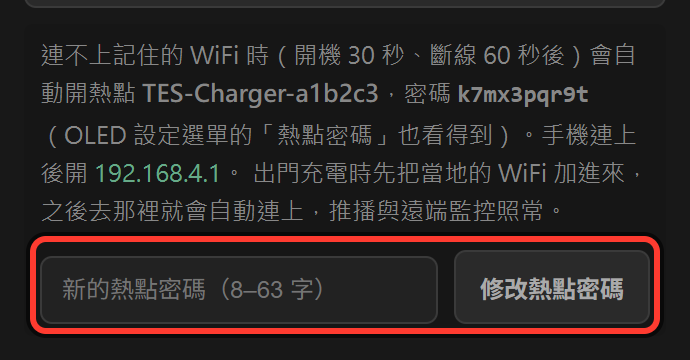 連不上記住的 WiFi 時（開機 30 秒、斷線 60 秒後）會自
動開熱點 TES-Charger-a1b2c3，密碼 k7mx3pqr9t
（OLED 設定選單的「熱點密碼」也看得到）。手機連上
後開 192.168.4.1。 出門充電時先把當地的 WiFi 加進來，
之後去那裡就會自動連上，推播與遠端監控照常。
新的熱點密碼（8–63 字）
修改熱點密碼